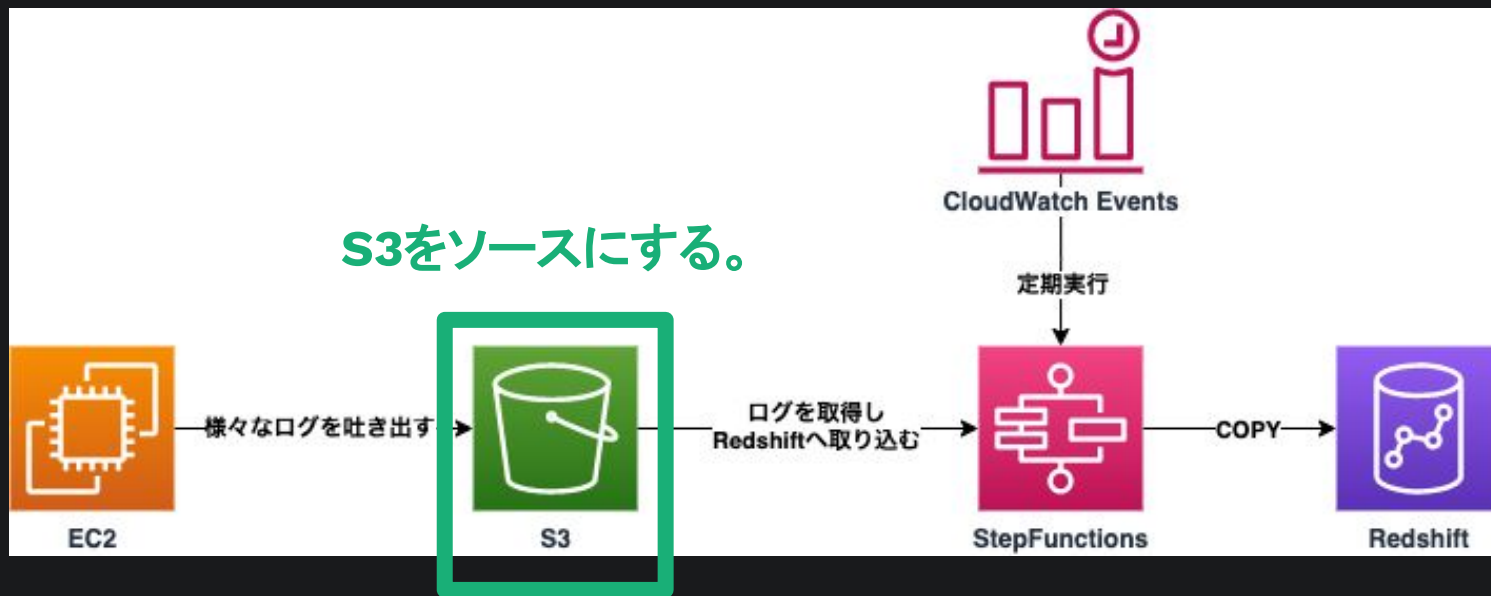 CloudWatch Events
S3をソースにする。
定期実行
様々なログを吐き出す
ログを取得し
Redshiftへ取り込む
COPY
EC2
S3
StepFunctions
Redshift